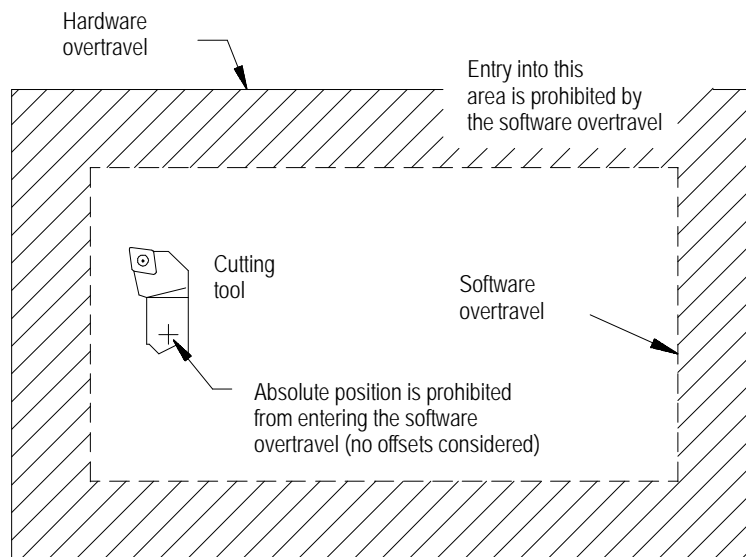 Hardware
overtravel
Entry into this
area is prohibited by
the software overtravel
Cutting
tool
Software
overtravel
Absolute position is prohibited
from entering the software
overtravel (no offsets considered)